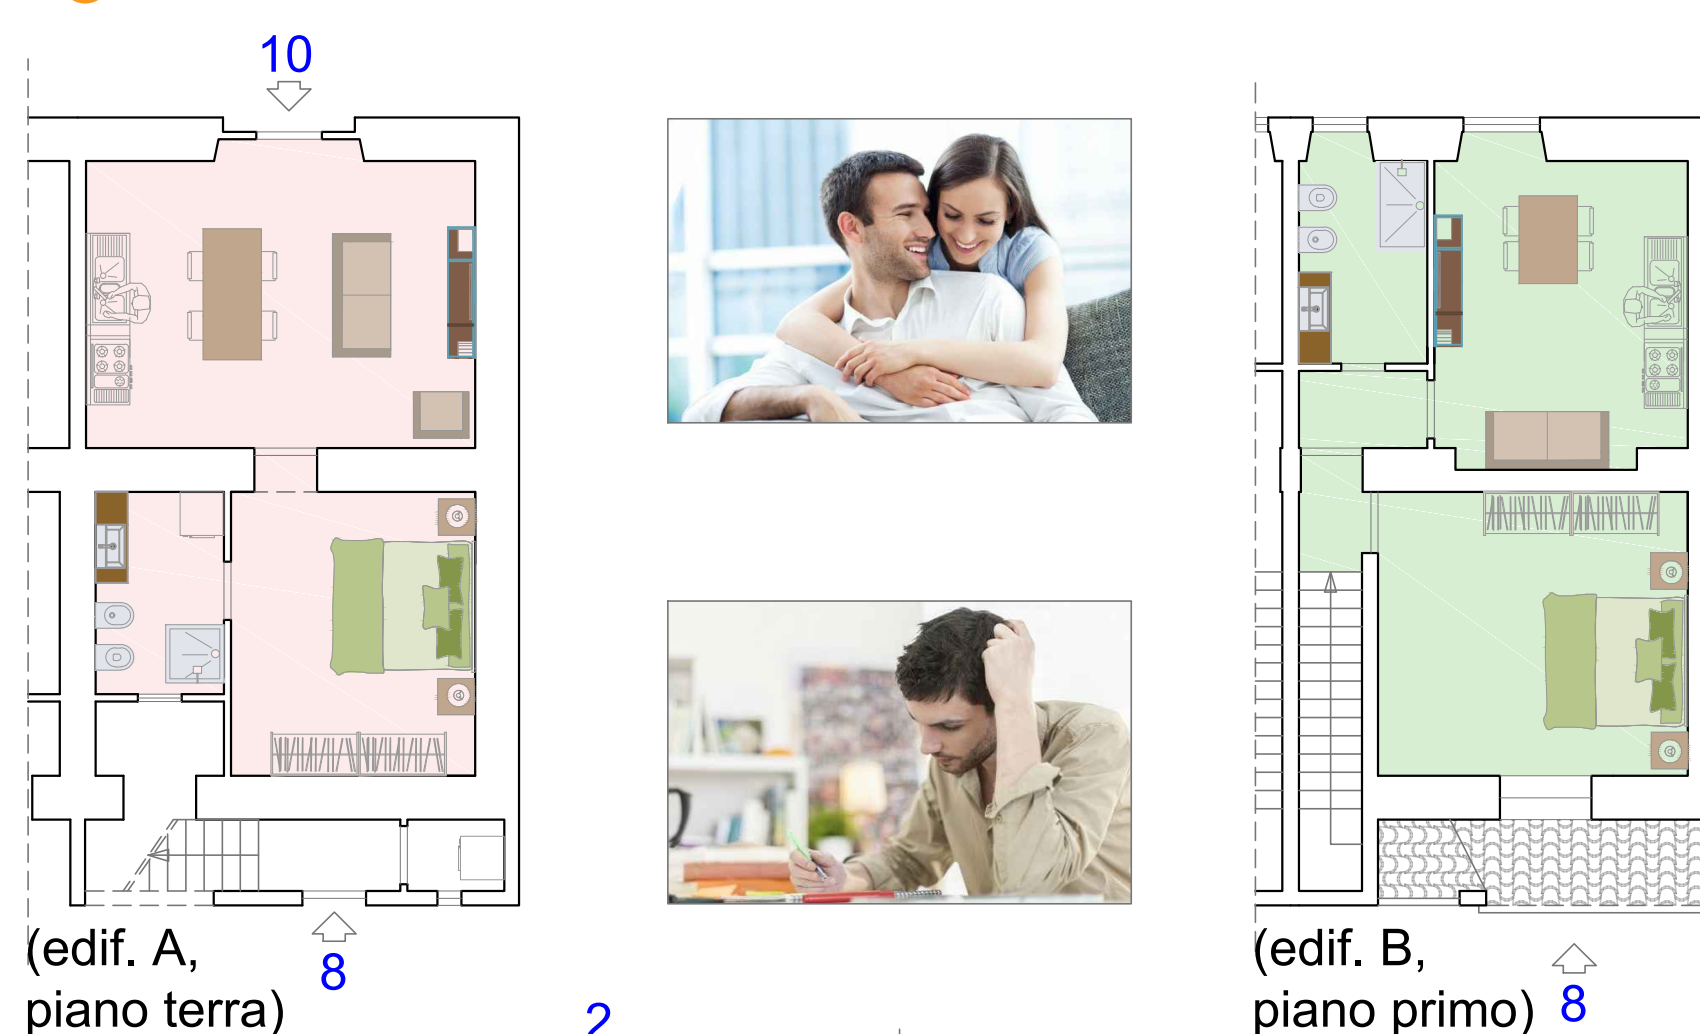 10
(edif. A,
piano terra)
8
2
(edif. B,
piano primo)
8